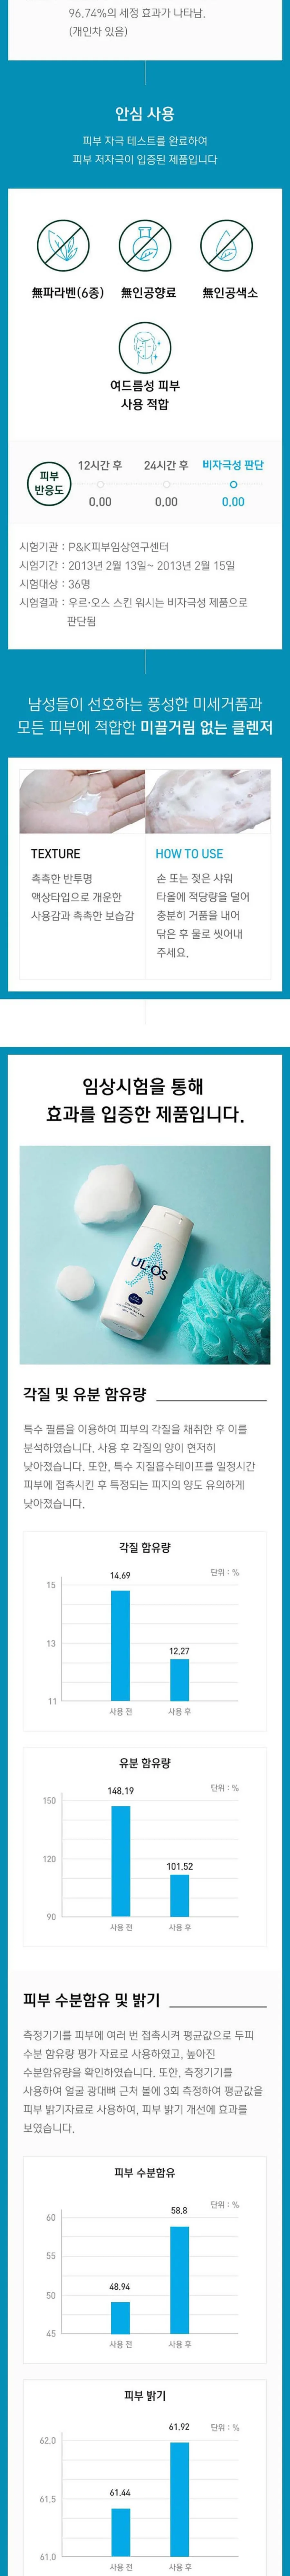 96.74%의 세정 효과가 나타남.
(개인차 있음)
안심 사용
피부 자극 테스트를 완료하여
피부 저자극이 입증된 제품입니다
無파라벤(6종) 無인공향료 無인공색소
여드름성 피부
사용 적합
피부
반응도
12시간 후 24시간 후 비자극성 판단
0.00 0.00 0.00
시험기관 : P&K피부임상연구센터
시험기간 : 2013년 2월 13일~ 2013년 2월 15일
시험대상 : 36명
시험결과 : 우르·오스 스킨 워시는 비자극성 제품으로
판단됨
남성들이 선호하는 풍성한 미세거품과
모든 피부에 적합한 미끌거림 없는 클렌저
TEXTURE
촉촉한 반투명
액상타입으로 개운한
사용감과 촉촉한 보습감
HOW TO USE
손 또는 젖은 샤워
타올에 적당량을 덜어
충분히 거품을 내어
닦은 후 물로 씻어내
주세요.
임상시험을 통해
효과를 입증한 제품입니다.
UL·OS
각질 및 유분 함유량
특수 필름을 이용하여 피부의 각질을 채취한 후 이를
분석하였습니다. 사용 후 각질의 양이 현저히
낮아졌습니다. 또한, 특수 지질흡수테이프를 일정시간
피부에 접촉시킨 후 특정되는 피지의 양도 유의하게
낮아졌습니다.
각질 함유량
단위 : %
14.69
15
12.27
13
11
사용 전 사용 후
유분 함유량
단위 : %
148.19
150
101.52
120
90
사용 전 사용 후
피부 수분함유 및 밝기
측정기기를 피부에 여러 번 접촉시켜 평균값으로 두피
수분 함유량 평가 자료로 사용하였고, 높아진
수분함유량을 확인하였습니다. 또한, 측정기기를
사용하여 얼굴 광대뼈 근처 볼에 3회 측정하여 평균값을
피부 밝기자료로 사용하여, 피부 밝기 개선에 효과를
보였습니다.
피부 수분함유
단위 : %
58.8
60
55
48.94
50
45
사용 전 사용 후
피부 밝기
61.92 단위 : %
62.0
61.44
61.5
61.0
사용 전 사용 후